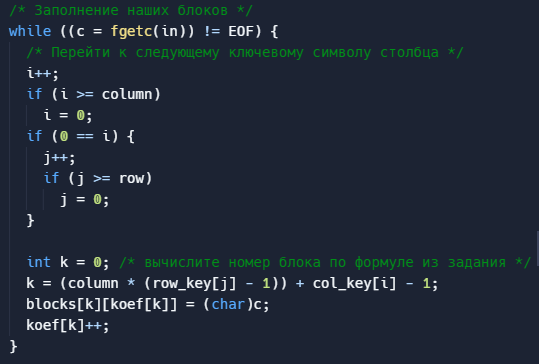 /* Заполнение наших блоков */
while ((c = fgetc(in)) != EOF) {
/* Перейти к следующему ключевому символу столбца */
i++;
if (i >= column)
i = 0;
if (0 == i) {
j++;
if (j >= row)
j = 0;
}
int k = 0; /* вычислите номер блока по формуле из задания */
k = (column * (row_key[j] - 1)) + col_key[i] - 1;
blocks[k][koef[k]] = (char)c;
koef[k]++;
}